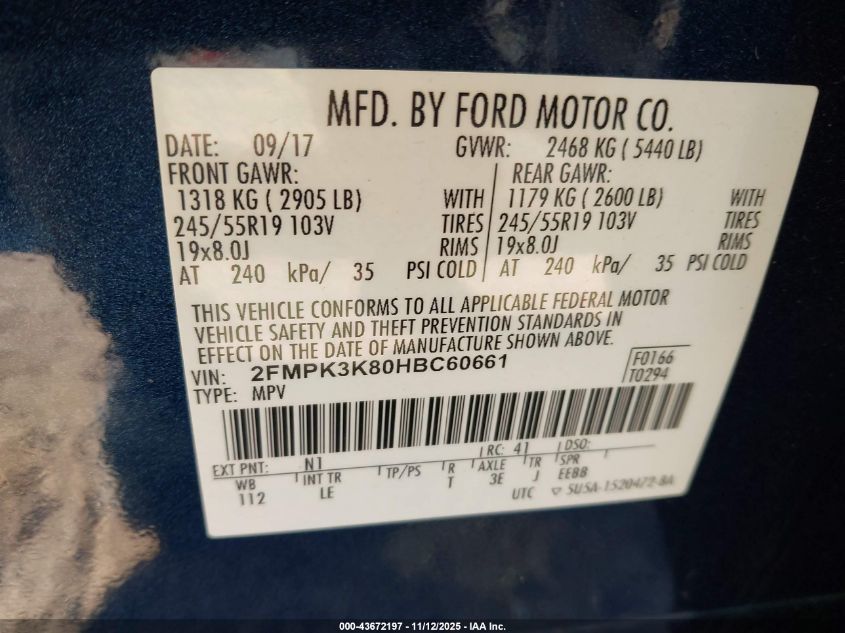 MFD. BY FORD MOTOR CO.
DATE: 09/17 GVWR: 2468 KG ( 5440 LB)
FRONT GAWR: REAR GAWR:
1318 KG ( 2905 LB) WITH 1179 KG ( 2600 LB) WITH
245/55R19 103V TIRES 245/55R19 103V TIRES
19x8.0J RIMS 19x8.0J RIMS
AT 240 kPa/ 35 PSI COLD AT 240 kPa/ 35 PSI COLD
THIS VEHICLE CONFORMS TO ALL APPLICABLE FEDERAL MOTOR
VEHICLE SAFETY AND THEFT PREVENTION STANDARDS IN
EFFECT ON THE DATE OF MANUFACTURE SHOWN ABOVE.
VIN: 2FMPK3K80HBC60661 F0166
TYPE: MPV T0294
EXT PNT: N1 RC: 41 DSO:
WB INT TR TP/PS R AXLE TR SPR
112 LE T 3E J EEBB
UTC ▽ 5U5A-1520472-BA
000-43672197 - 11/12/2025 - IAA Inc.